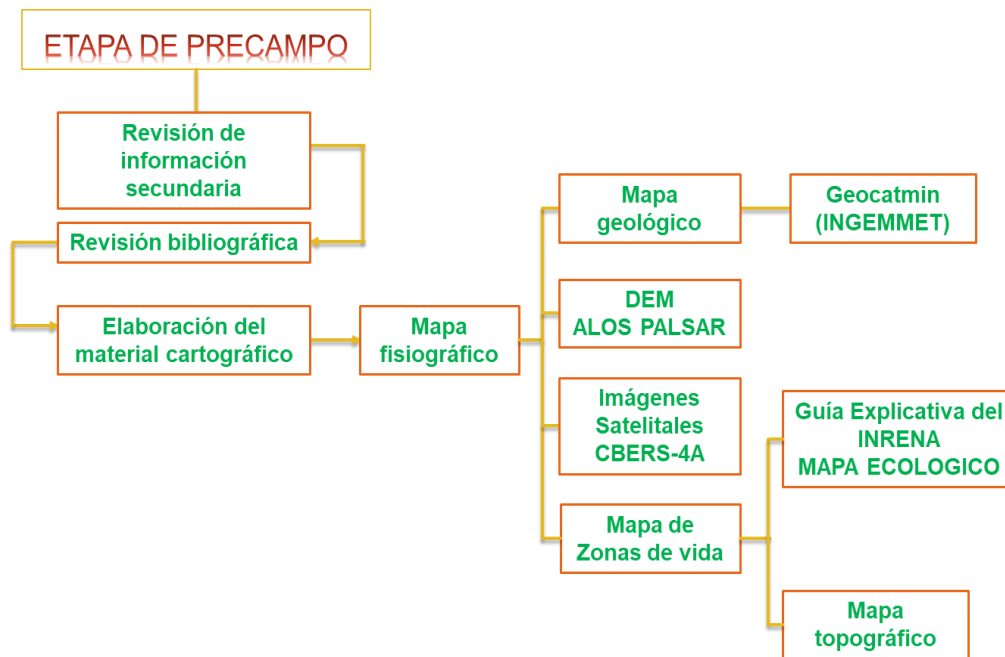 ETAPA DE PRECAMPO
Revisión de
información
secundaria
Revisión bibliográfica
Elaboración del
material cartográfico
Mapa
fisiográfico
Mapa
geológico
Geocatmin
(INGEMMET)
DEM
ALOS PALSAR
Imágenes
Satelitales
CBERS-4A
Mapa de
Zonas de vida
Guía Explicativa del
INRENA
MAPA ECOLOGICO
Mapa
topográfico